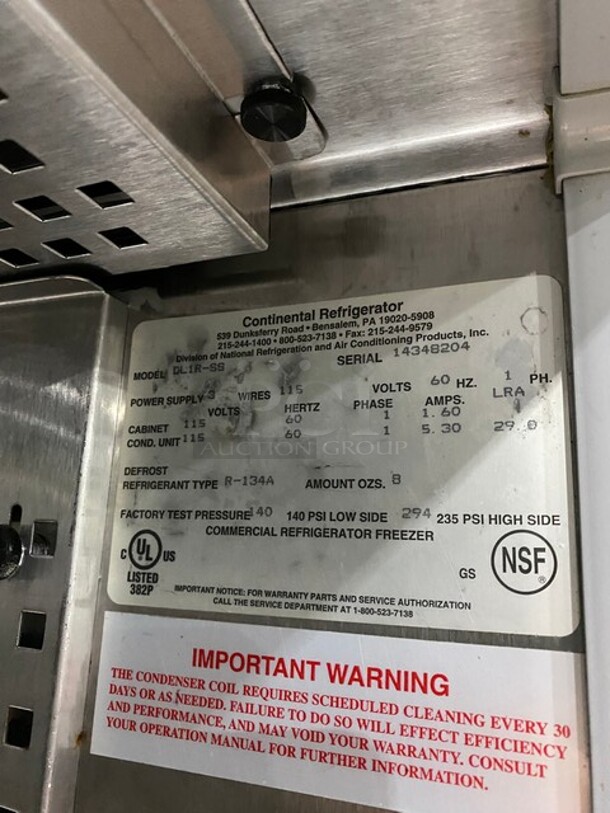 Continental Refrigerator
539 Dunksferry Road • Bensalem, PA 19020-5908
215-244-1400 • 800-523-7138 • Fax: 215-244-9579
Division of National Refrigeration and Air Conditioning Products, Inc.
MODEL DL1R-SS SERIAL 14348204
POWER SUPPLY 3 WIRES 115 VOLTS 60 HZ. 1 PH.
VOLTS HERTZ PHASE AMPS. LRA
CABINET 115 60 1 1.60
COND. UNIT 115 60 1 5.30 29.0
AUCTION GROUP
DEFROST
REFRIGERANT TYPE R-134A AMOUNT OZS. 8
FACTORY TEST PRESSURE 140 140 PSI LOW SIDE 294 235 PSI HIGH SIDE
COMMERCIAL REFRIGERATOR FREEZER
C UL US
LISTED
382P
GS NSF ®
IMPORTANT NOTICE: FOR WARRANTY PARTS AND SERVICE AUTHORIZATION
CALL THE SERVICE DEPARTMENT AT 1-800-523-7138
IMPORTANT WARNING
THE CONDENSER COIL REQUIRES SCHEDULED CLEANING EVERY 30
DAYS OR AS NEEDED. FAILURE TO DO SO WILL EFFECT EFFICIENCY
AND PERFORMANCE, AND MAY VOID YOUR WARRANTY. CONSULT
YOUR OPERATION MANUAL FOR FURTHER INFORMATION.